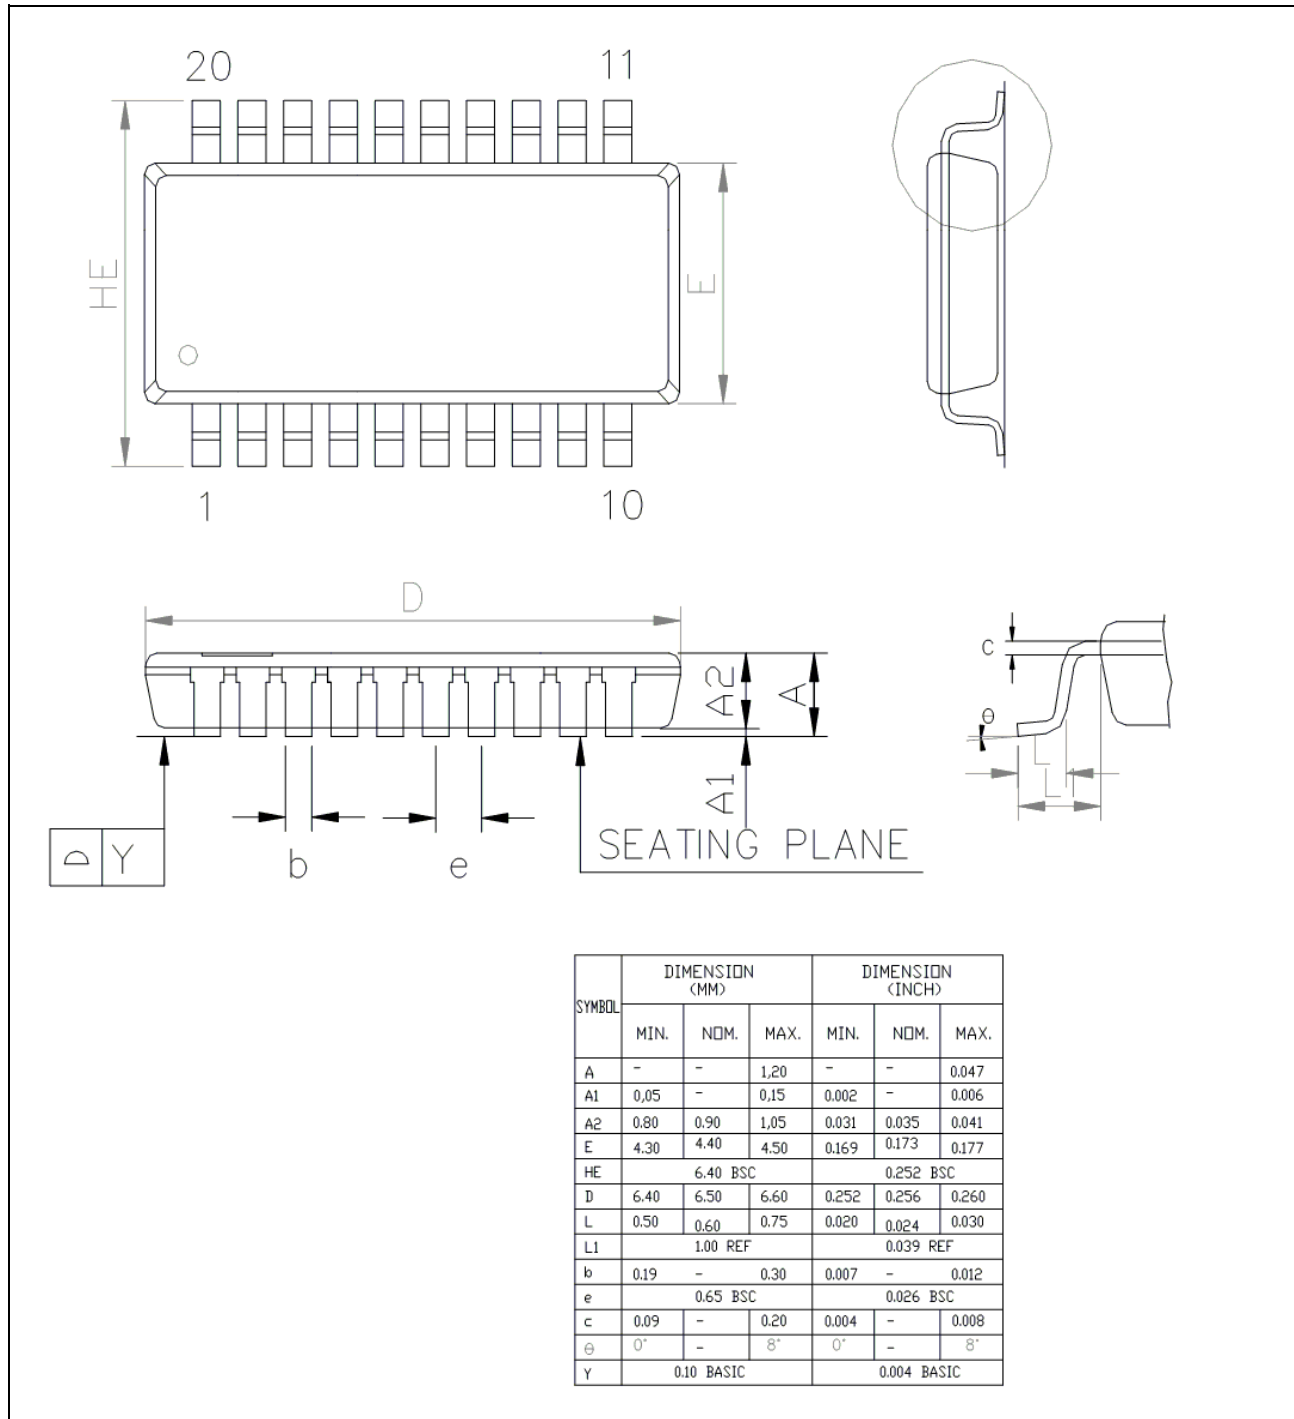 20 11
HE
E
1 10
D
A2
A
A1
C
θ
L
L1
D Y
b
e
SEATING PLANE
SYMBOL DIMENSION (MM) DIMENSION (INCH)
MIN. NOM. MAX. MIN. NOM. MAX.
A - - 1,20 - - 0.047
A1 0,05 - 0,15 0.002 - 0.006
A2 0.80 0.90 1,05 0.031 0.035 0.041
E 4.30 4.40 4.50 0.169 0.173 0.177
HE 6.40 BSC 0.252 BSC
D 6.40 6.50 6.60 0.252 0.256 0.260
L 0.50 0.60 0.75 0.020 0.024 0.030
L1 1.00 REF 0.039 REF
b 0.19 - 0.30 0.007 - 0.012
e 0.65 BSC 0.026 BSC
c 0.09 - 0.20 0.004 - 0.008
θ 0° - 8° 0° - 8°
Y 0.10 BASIC 0.004 BASIC